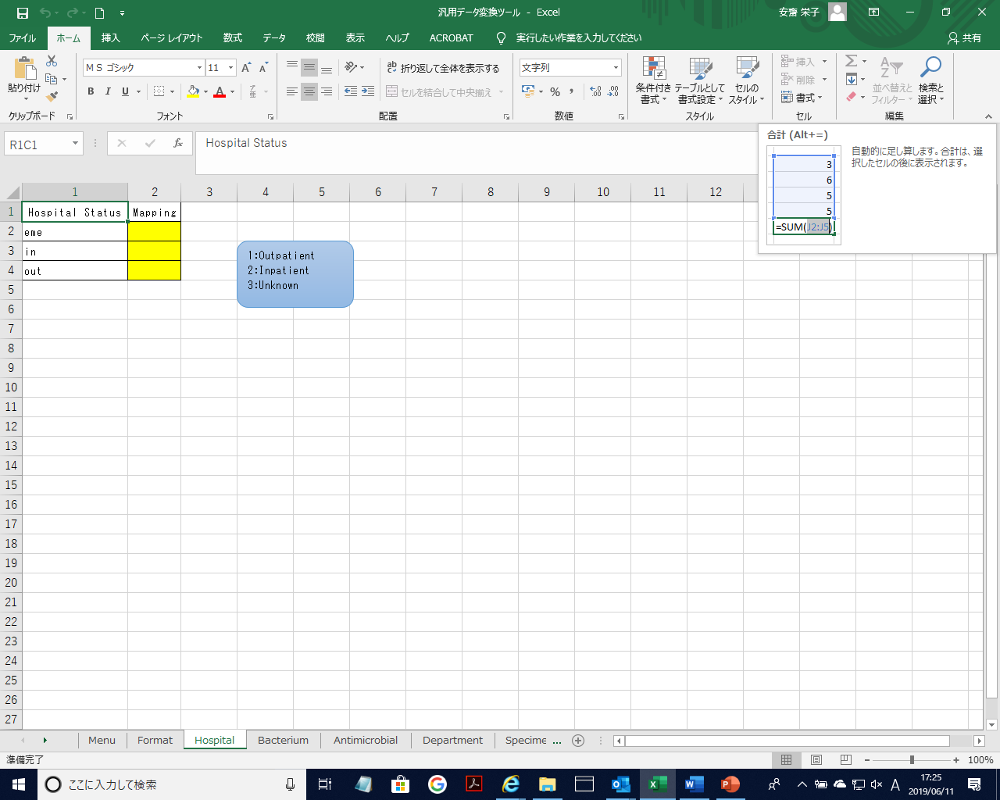 汎用データ変換ツール - Excel
安齋 栄子
ファイル ホーム 挿入 ページ レイアウト 数式 データ 校閲 表示 ヘルプ ACROBAT 実行したい作業を入力してください 共有
貼り付け
クリップボード
ＭＳ ゴシック 11
B I U
フォント
折り返して全体を表示する
セルを結合して中央揃え
配置
文字列
% ,
数値
条件付き書式
テーブルとして書式設定
セルのスタイル
スタイル
挿入
削除
書式
セル
並べ替えとフィルター
検索と選択
編集
R1C1 fx Hospital Status
合計 (Alt+=)
自動的に足し算します。合計は、選
択したセルの後に表示されます。
3
6
5
5
=SUM(J2:J5)
1 2 3 4 5 6 7 8 9 10 11 12
1 Hospital Status Mapping
2 eme
3 in
4 out
1:Outpatient
2:Inpatient
3:Unknown
5
6
7
8
9
10
11
12
13
14
15
16
17
18
19
20
21
22
23
24
25
26
27
Menu Format Hospital Bacterium Antimicrobial Department Specime ...
準備完了
100%
ここに入力して検索
A
17:25
2019/06/11